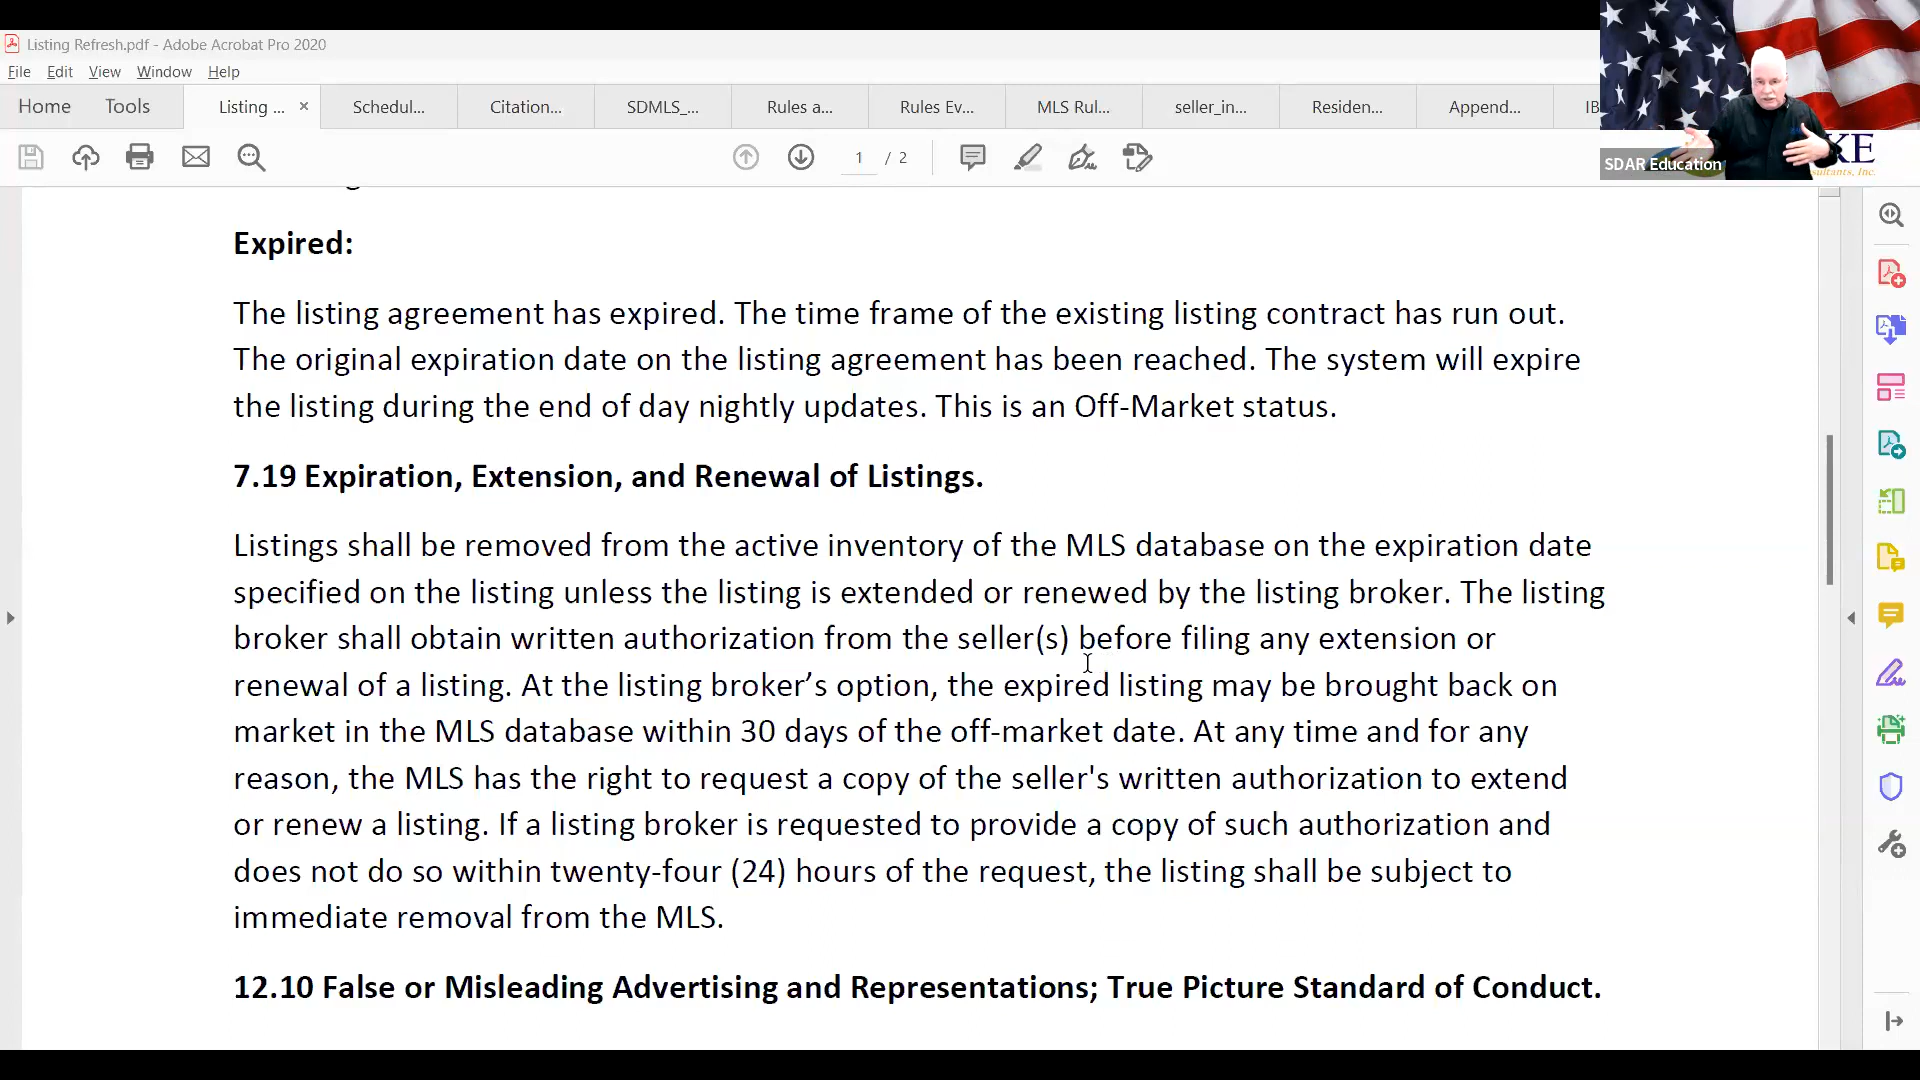 Listing Refresh.pdf - Adobe Acrobat Pro 2020
File Edit View Window Help
Home Tools Listing ... × Schedul... Citation... SDMLS_... Rules a... Rules Ev... MLS Rul... seller_in... Residen... Append... IB
1 / 2
KE
SDAR Education
sultants, Inc.
Expired:
The listing agreement has expired. The time frame of the existing listing contract has run out.
The original expiration date on the listing agreement has been reached. The system will expire
the listing during the end of day nightly updates. This is an Off-Market status.
7.19 Expiration, Extension, and Renewal of Listings.
Listings shall be removed from the active inventory of the MLS database on the expiration date
specified on the listing unless the listing is extended or renewed by the listing broker. The listing
broker shall obtain written authorization from the seller(s) before filing any extension or
renewal of a listing. At the listing broker’s option, the expired listing may be brought back on
market in the MLS database within 30 days of the off-market date. At any time and for any
reason, the MLS has the right to request a copy of the seller's written authorization to extend
or renew a listing. If a listing broker is requested to provide a copy of such authorization and
does not do so within twenty-four (24) hours of the request, the listing shall be subject to
immediate removal from the MLS.
12.10 False or Misleading Advertising and Representations; True Picture Standard of Conduct.